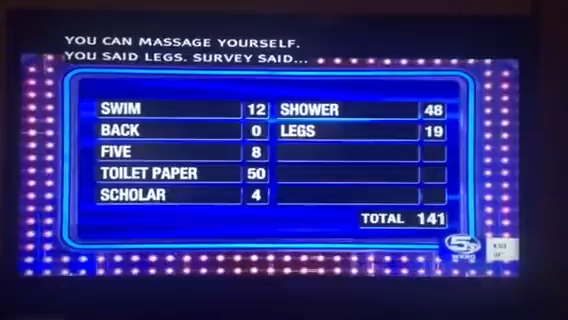 YOU CAN MASSAGE YOURSELF.
YOU SAID LEGS. SURVEY SAID...
SWIM 12 SHOWER 48
BACK 0 LEGS 19
FIVE 8
TOILET PAPER 50
SCHOLAR 4
TOTAL 141
5